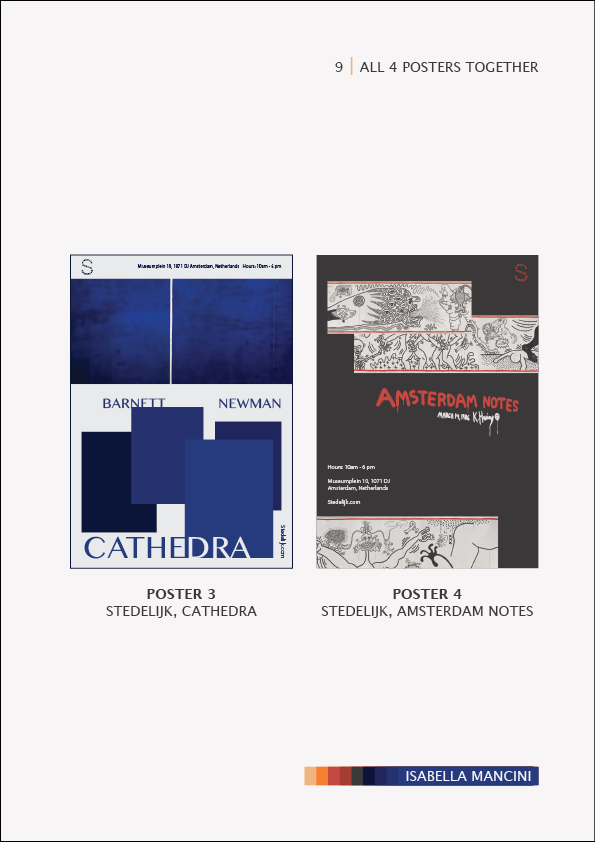 9 | ALL 4 POSTERS TOGETHER
S
Museumplein 10, 1071 DJ Amsterdam, Netherlands Hours: 10am - 6 pm
BARNETT NEWMAN
CATHEDRA
Stedelijk.com
S
AMSTERDAM NOTES
Hours: 10am - 6 pm
Museumplein 10, 1071 DJ
Amsterdam, Netherlands
Stedelijk.com
POSTER 3
STEDELIJK, CATHEDRA
POSTER 4
STEDELIJK, AMSTERDAM NOTES
ISABELLA MANCINI